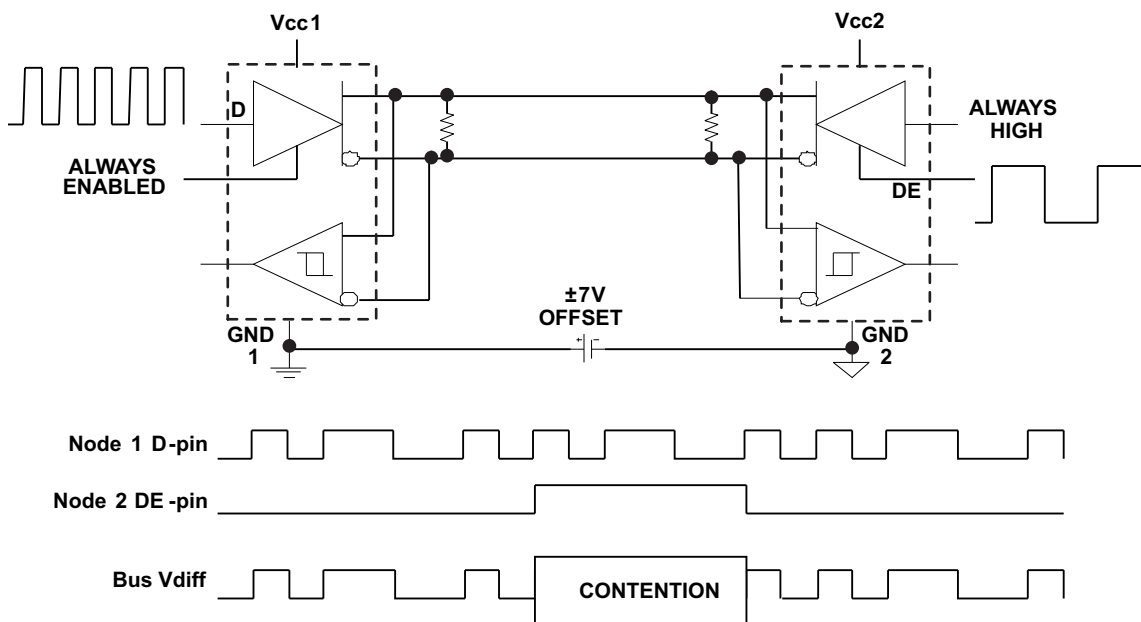 Vcc1
Vcc2
D
ALWAYS
HIGH
ALWAYS
ENABLED
DE
±7V
OFFSET
GND
1
GND
2
+
−
Node 1 D-pin
Node 2 DE-pin
Bus Vdiff
CONTENTION